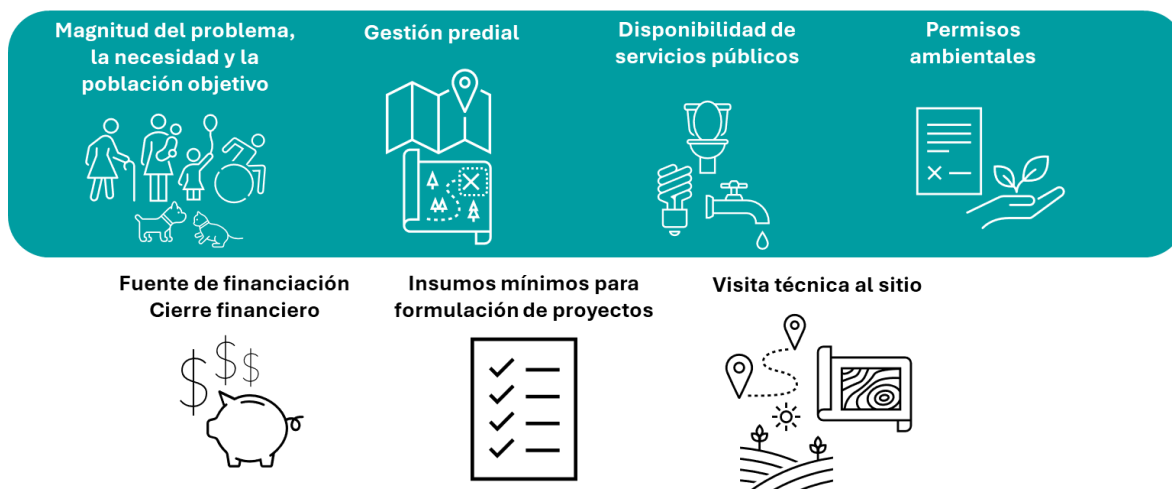 Magnitud del problema,
la necesidad y la
población objetivo
Gestión predial
Disponibilidad de
servicios públicos
Permisos
ambientales
Fuente de financiación
Cierre financiero
Insumos mínimos para
formulación de proyectos
Visita técnica al sitio